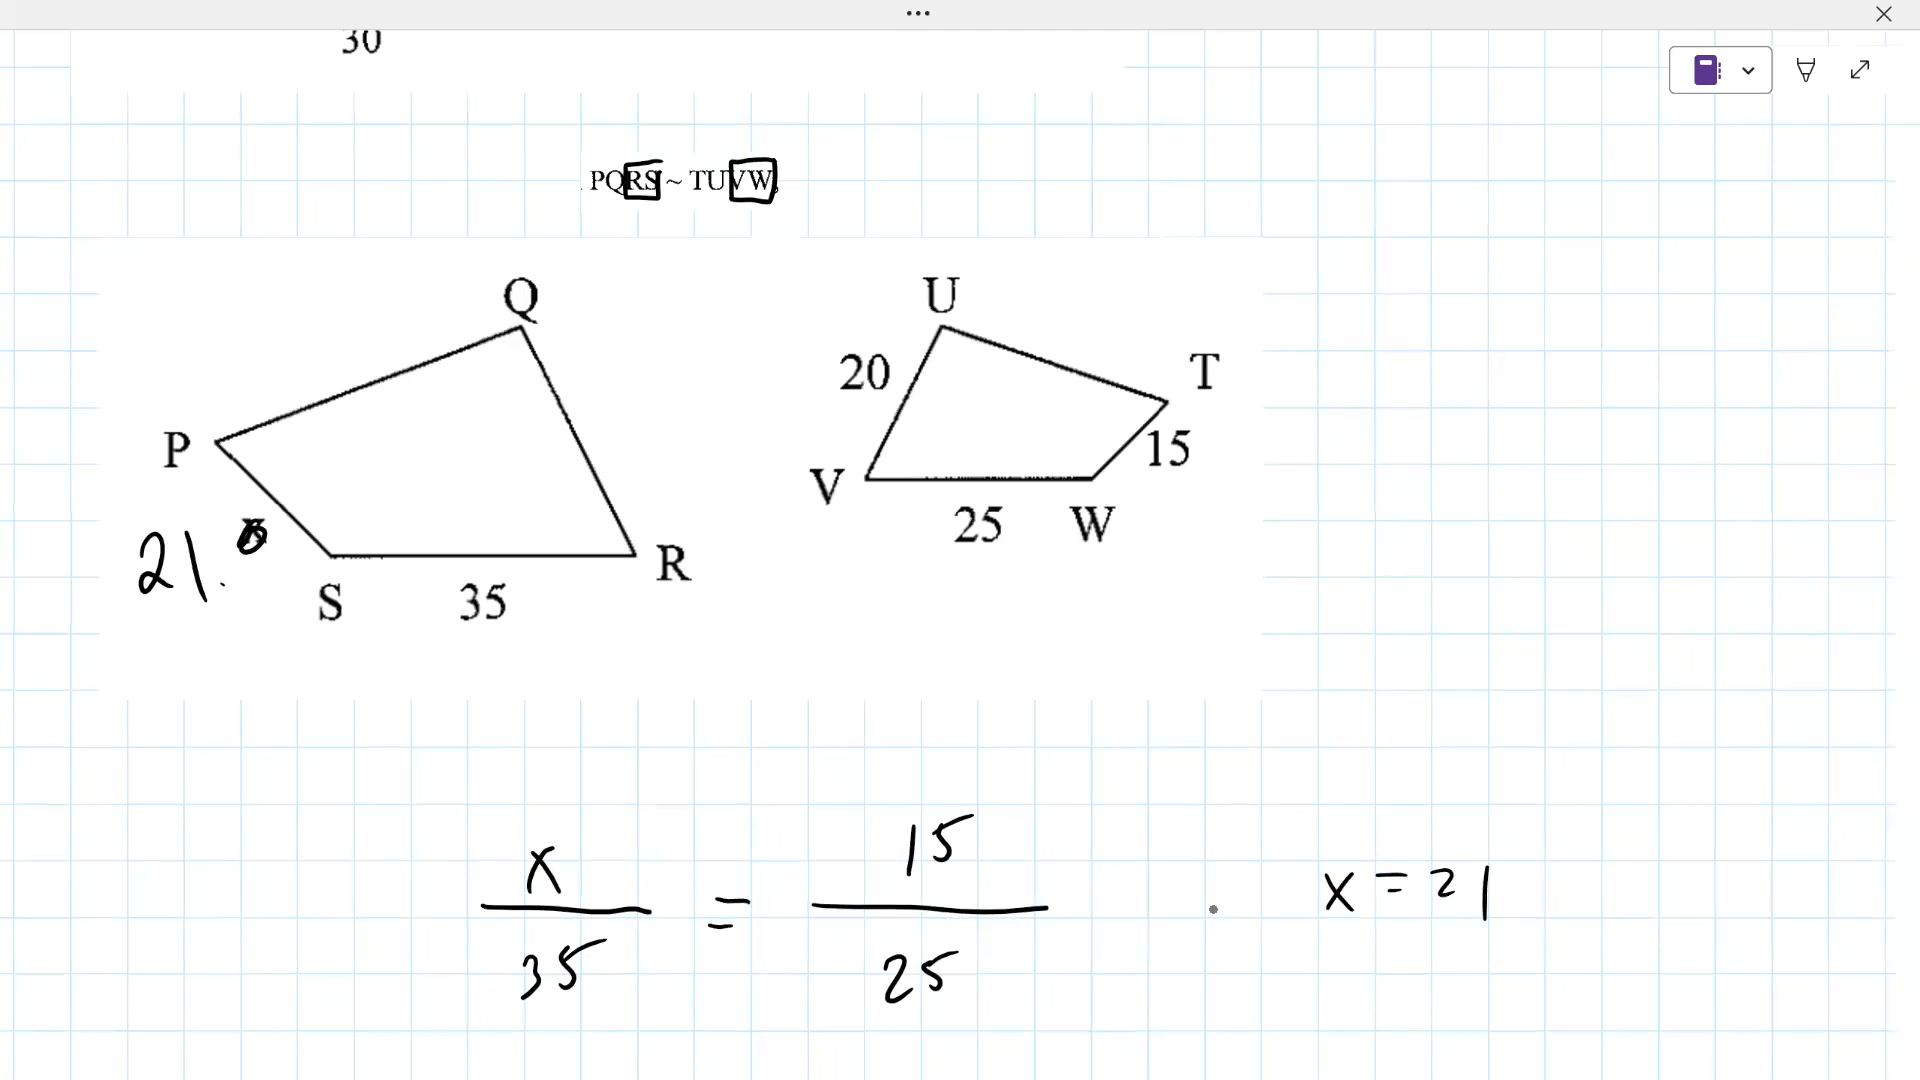 30
PQRS ~ TUVW,
Q
U
20
T
P
15
V
25
W
21.
R
S
35
x/35 = 15/25
x = 21